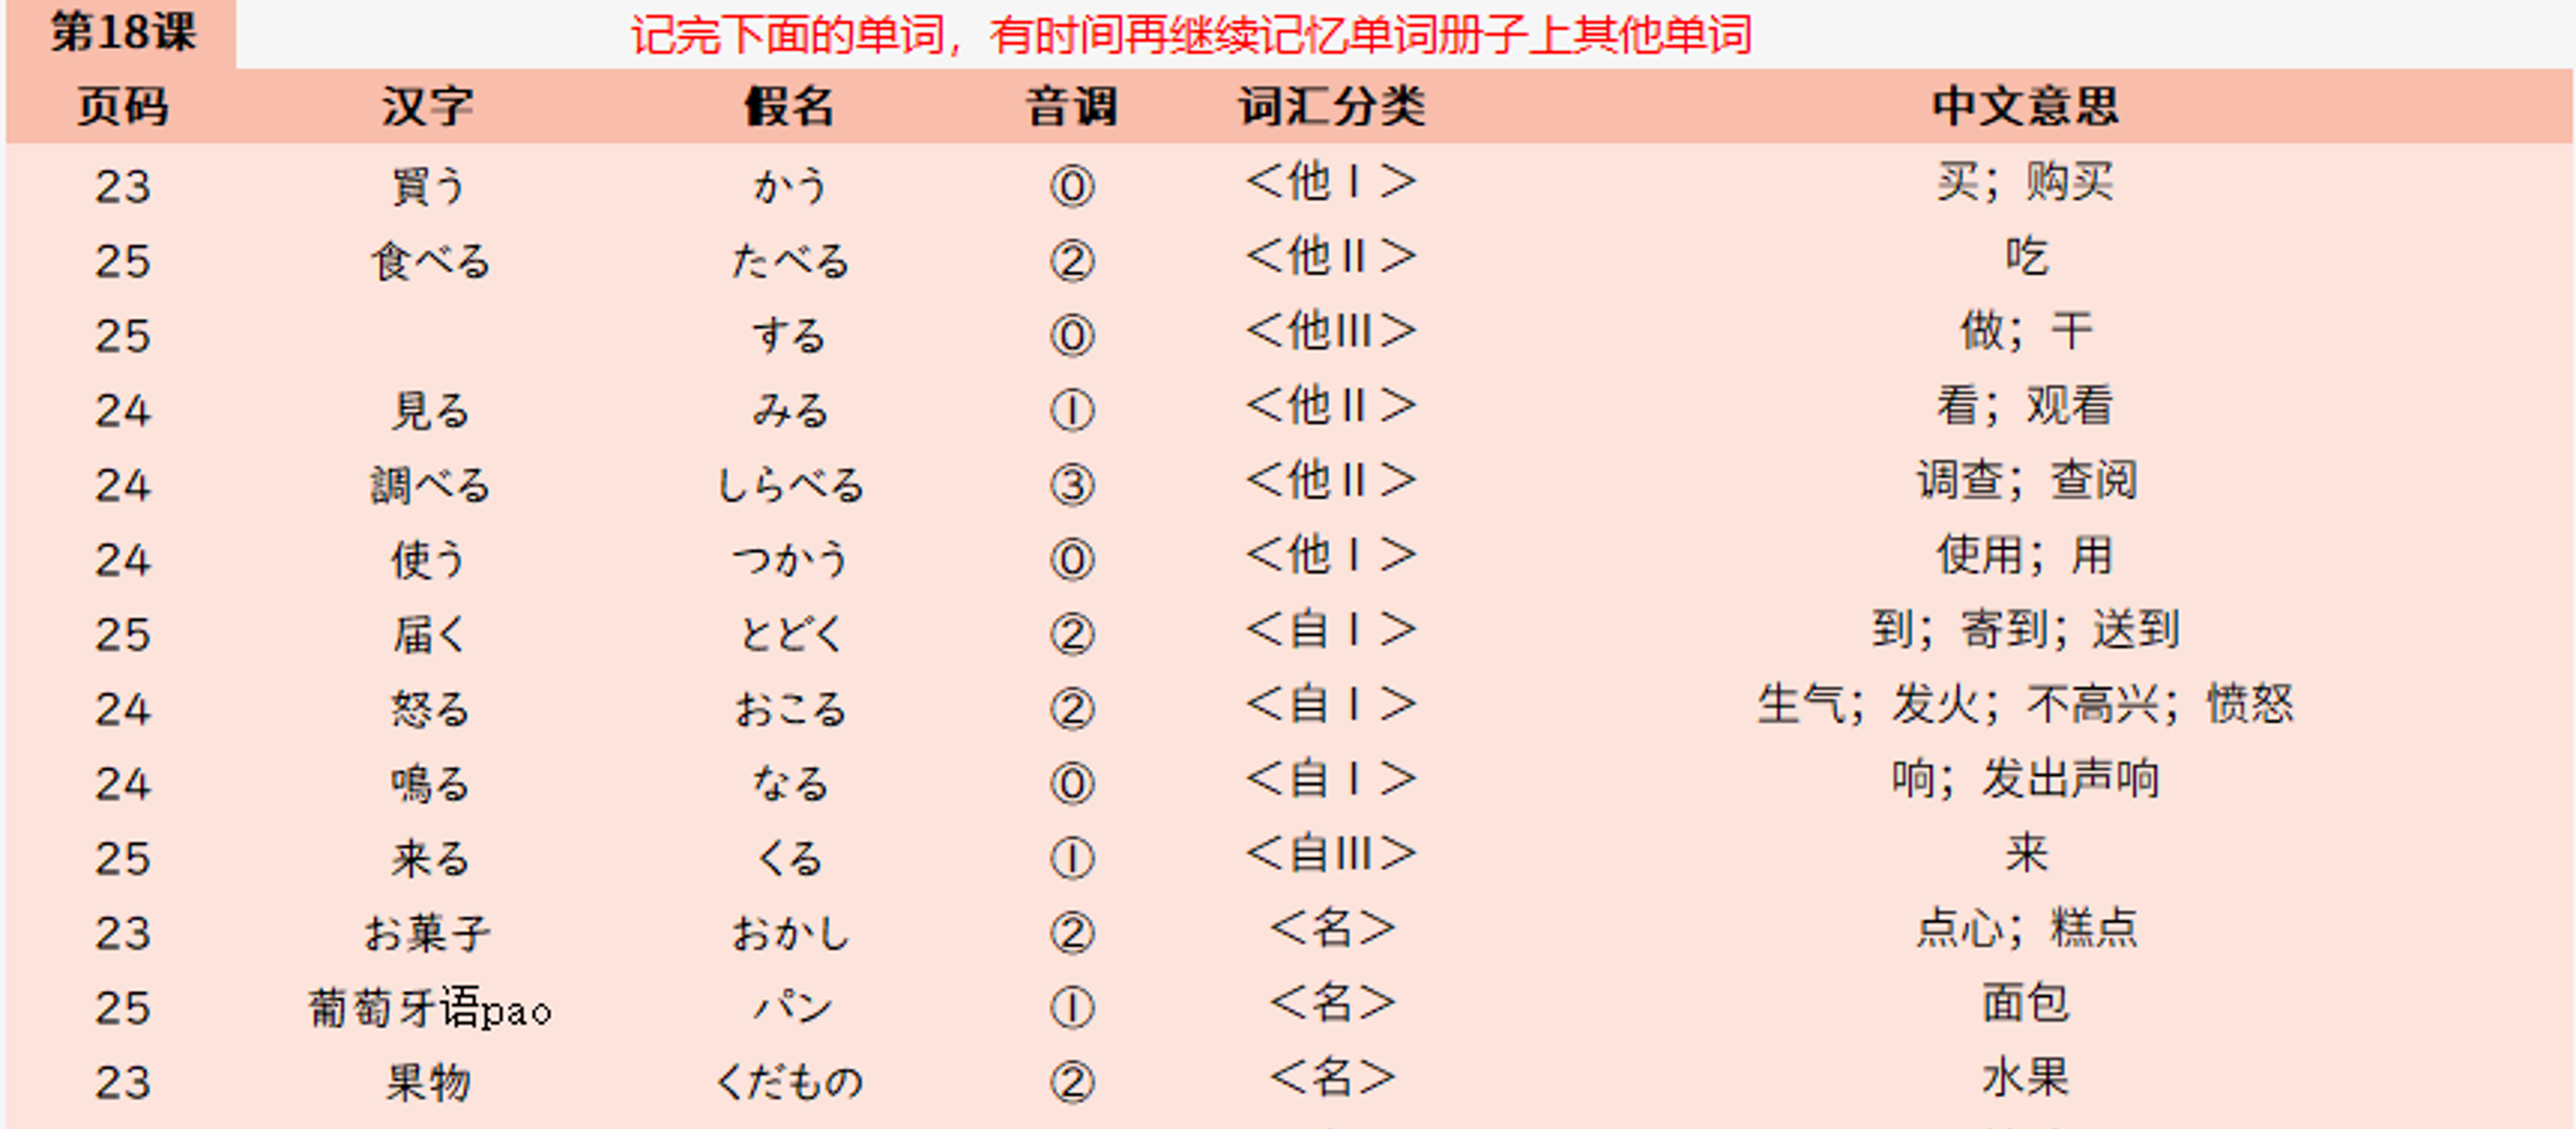 第18课 记完下面的单词，有时间再继续记忆单词册子上其他单词
页码 汉字 假名 音调 词汇分类 中文意思
23 買う かう ⓪ ＜他Ⅰ＞ 买；购买
25 食べる たべる ② ＜他Ⅱ＞ 吃
25 する ⓪ ＜他Ⅲ＞ 做；干
24 見る みる ① ＜他Ⅱ＞ 看；观看
24 調べる しらべる ③ ＜他Ⅱ＞ 调查；查阅
24 使う つかう ⓪ ＜他Ⅰ＞ 使用；用
25 届く とどく ② ＜自Ⅰ＞ 到；寄到；送到
24 怒る おこる ② ＜自Ⅰ＞ 生气；发火；不高兴；愤怒
24 鳴る なる ⓪ ＜自Ⅰ＞ 响；发出声响
25 来る くる ① ＜自Ⅲ＞ 来
23 お菓子 おかし ② ＜名＞ 点心；糕点
25 葡萄牙语pao パン ① ＜名＞ 面包
23 果物 くだもの ② ＜名＞ 水果